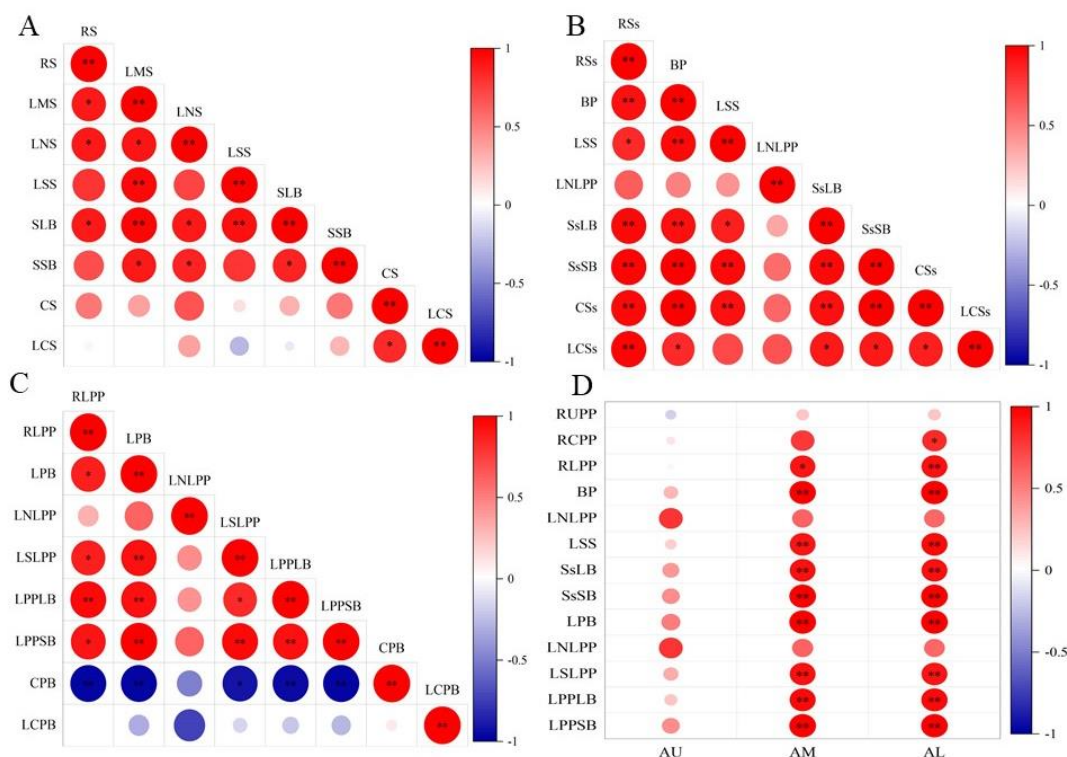 A
RS
RS **
LMS
LMS * **
LNS
LNS * * **
LSS
LSS ** **
SLB
SLB * ** * ** **
SSB
SSB * * * **
CS
CS **
LCS
LCS * **
1
0.5
0
-0.5
-1
B
RSs
RSs **
BP
BP ** **
LSS
LSS * ** **
LNLPP
LNLPP **
SsLB
SsLB ** ** * **
SsSB
SsSB ** ** ** ** **
CSs
CSs ** ** ** ** ** **
LCSs
LCSs ** * * * * **
1
0.5
0
-0.5
-1
C
RLPP
RLPP **
LPB
LPB * **
LNLPP
LNLPP **
LSLPP
LSLPP * ** **
LPPLB
LPPLB ** ** * **
LPPSB
LPPSB * ** ** ** **
CPB
CPB ** ** * ** ** **
LCPB
LCPB **
1
0.5
0
-0.5
-1
D
RUPP
RCPP *
RLPP * **
BP ** **
LNLPP
LSS ** **
SsLB ** **
SsSB ** **
LPB ** **
LNLPP
LSLPP ** **
LPPLB ** **
LPPSB ** **
AU AM AL
1
0.5
0
-0.5
-1